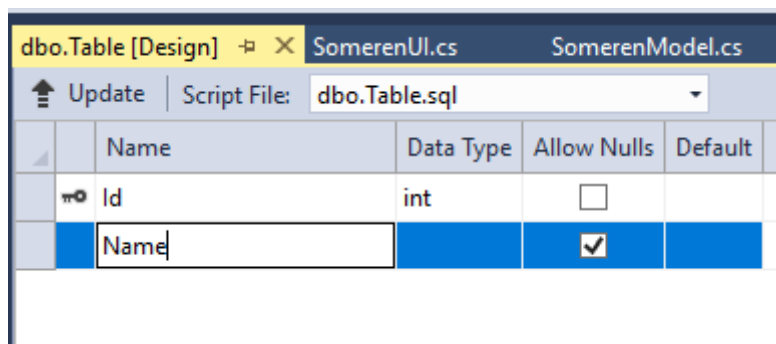 dbo.Table [Design] SomerenUI.cs SomerenModel.cs
Update Script File: dbo.Table.sql
Name Data Type Allow Nulls Default
Id int
Name